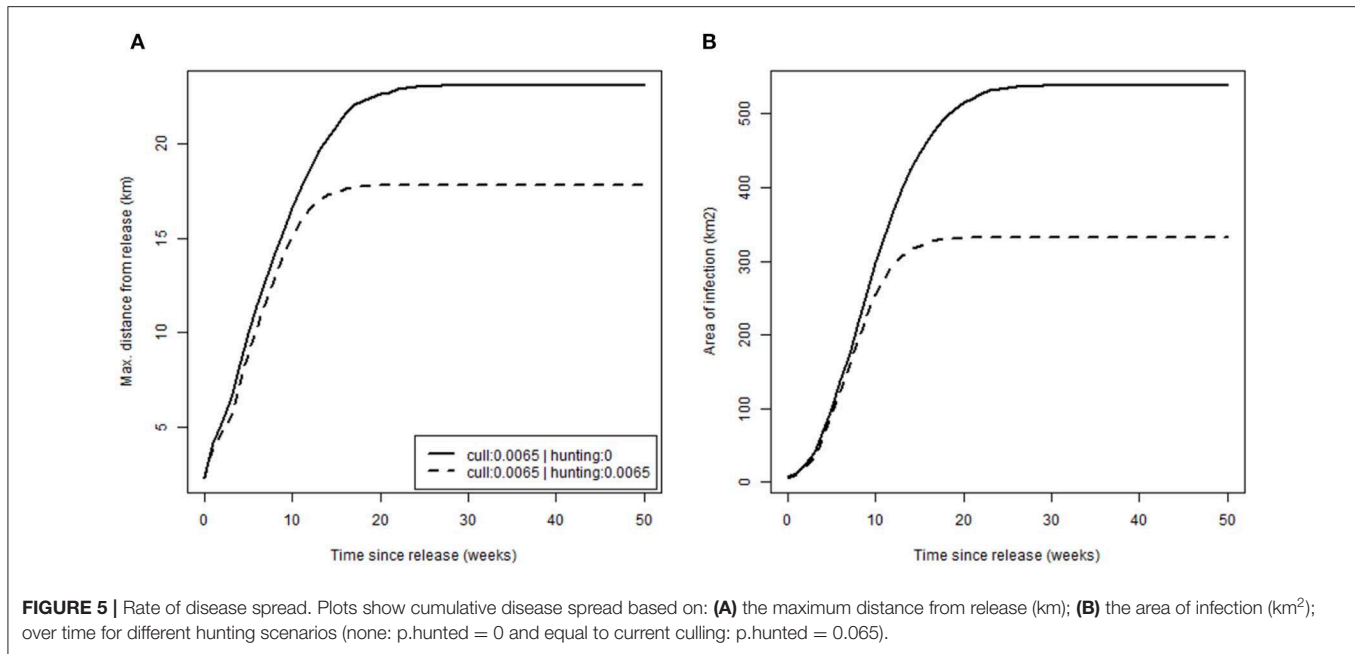 A
B
Max. distance from release (km)
20
15
10
5
cull:0.0065 | hunting:0
cull:0.0065 | hunting:0.0065
0 10 20 30 40 50
Time since release (weeks)
Area of infection (km2)
500
400
300
200
100
0
0 10 20 30 40 50
Time since release (weeks)
FIGURE 5 | Rate of disease spread. Plots show cumulative disease spread based on: (A) the maximum distance from release (km); (B) the area of infection (km²);
over time for different hunting scenarios (none: p.hunted = 0 and equal to current culling: p.hunted = 0.065).